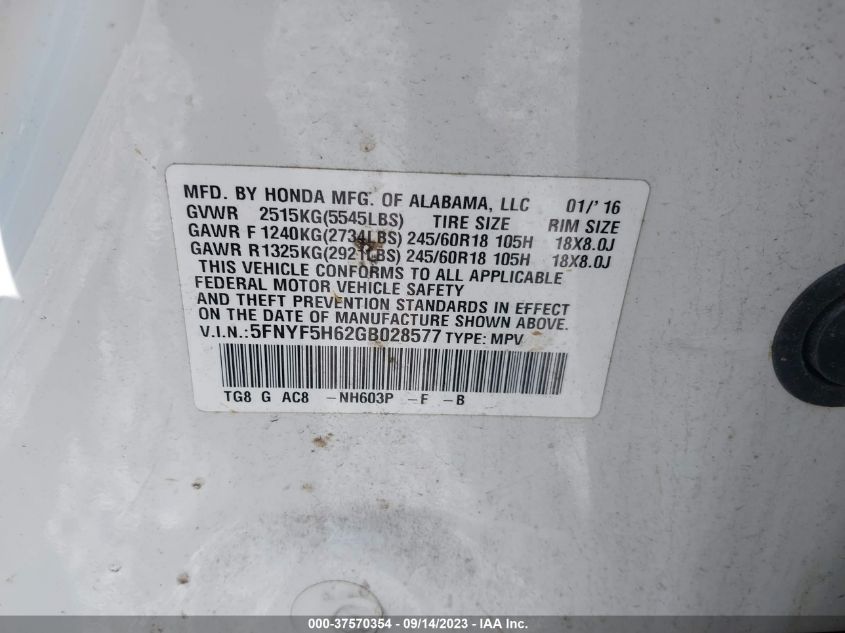 MFD. BY HONDA MFG. OF ALABAMA, LLC 01/'16
GVWR 2515KG(5545LBS) TIRE SIZE RIM SIZE
GAWR F 1240KG(2734LBS) 245/60R18 105H 18X8.0J
GAWR R1325KG(2921LBS) 245/60R18 105H 18X8.0J
THIS VEHICLE CONFORMS TO ALL APPLICABLE
FEDERAL MOTOR VEHICLE SAFETY
AND THEFT PREVENTION STANDARDS IN EFFECT
ON THE DATE OF MANUFACTURE SHOWN ABOVE.
V.I.N.:5FNYF5H62GB028577 TYPE: MPV
TG8 G AC8 -NH603P -F -B
000-37570354 - 09/14/2023 - IAA Inc.